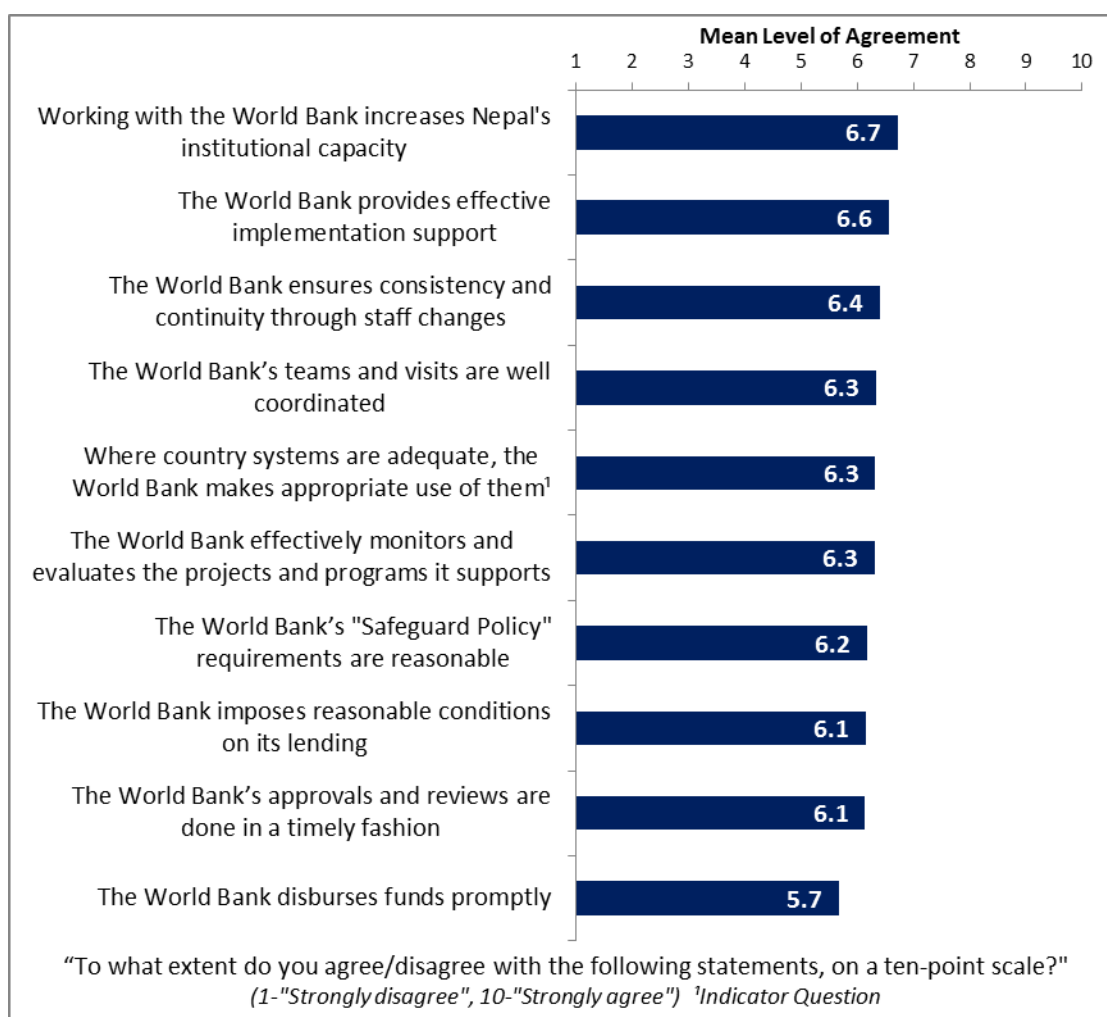 Mean Level of Agreement
1 2 3 4 5 6 7 8 9 10
Working with the World Bank increases Nepal's
institutional capacity
6.7
The World Bank provides effective
implementation support
6.6
The World Bank ensures consistency and
continuity through staff changes
6.4
The World Bank’s teams and visits are well
coordinated
6.3
Where country systems are adequate, the
World Bank makes appropriate use of them¹
6.3
The World Bank effectively monitors and
evaluates the projects and programs it supports
6.3
The World Bank’s "Safeguard Policy"
requirements are reasonable
6.2
The World Bank imposes reasonable conditions
on its lending
6.1
The World Bank’s approvals and reviews are
done in a timely fashion
6.1
The World Bank disburses funds promptly
5.7
“To what extent do you agree/disagree with the following statements, on a ten-point scale?"
(1-"Strongly disagree", 10-"Strongly agree") ¹Indicator Question